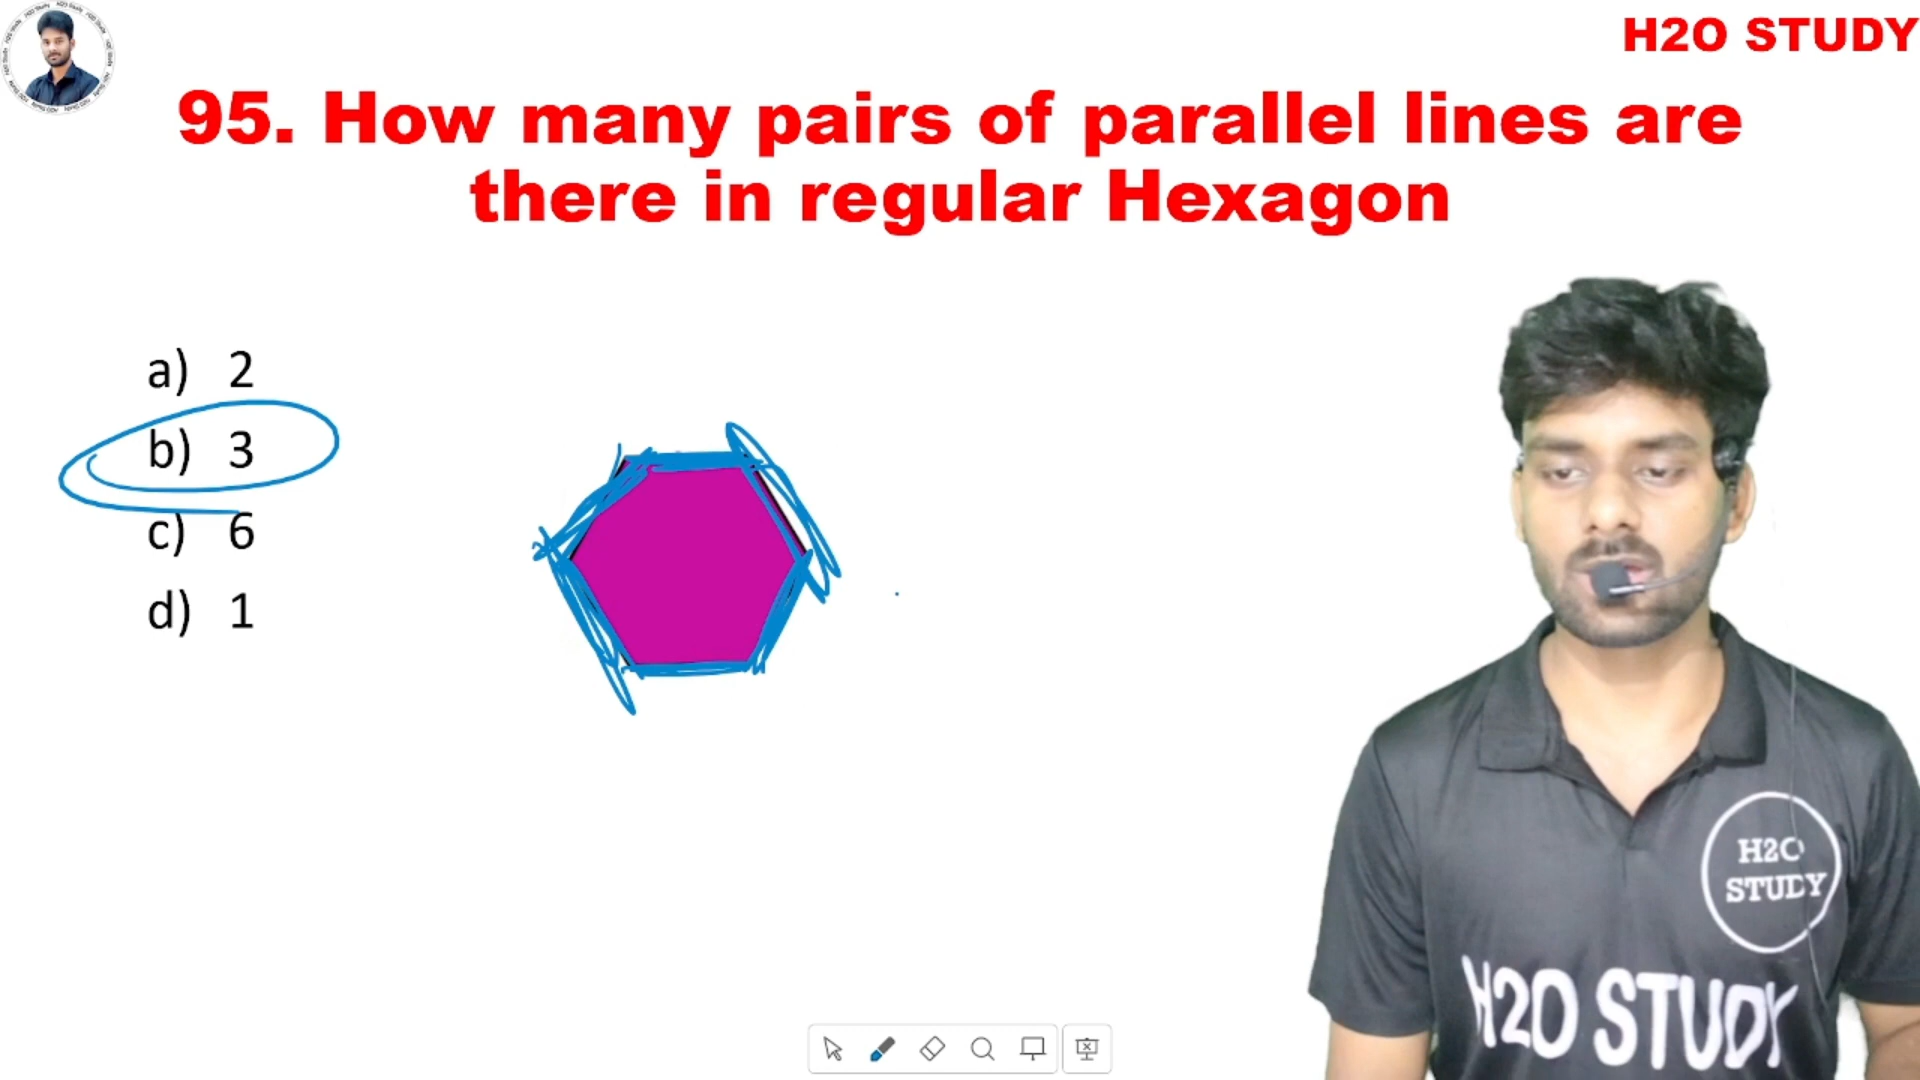 H2O STUDY
95. How many pairs of parallel lines are
there in regular Hexagon
a) 2
b) 3
c) 6
d) 1
H2O
STUDY
H2O STUDY